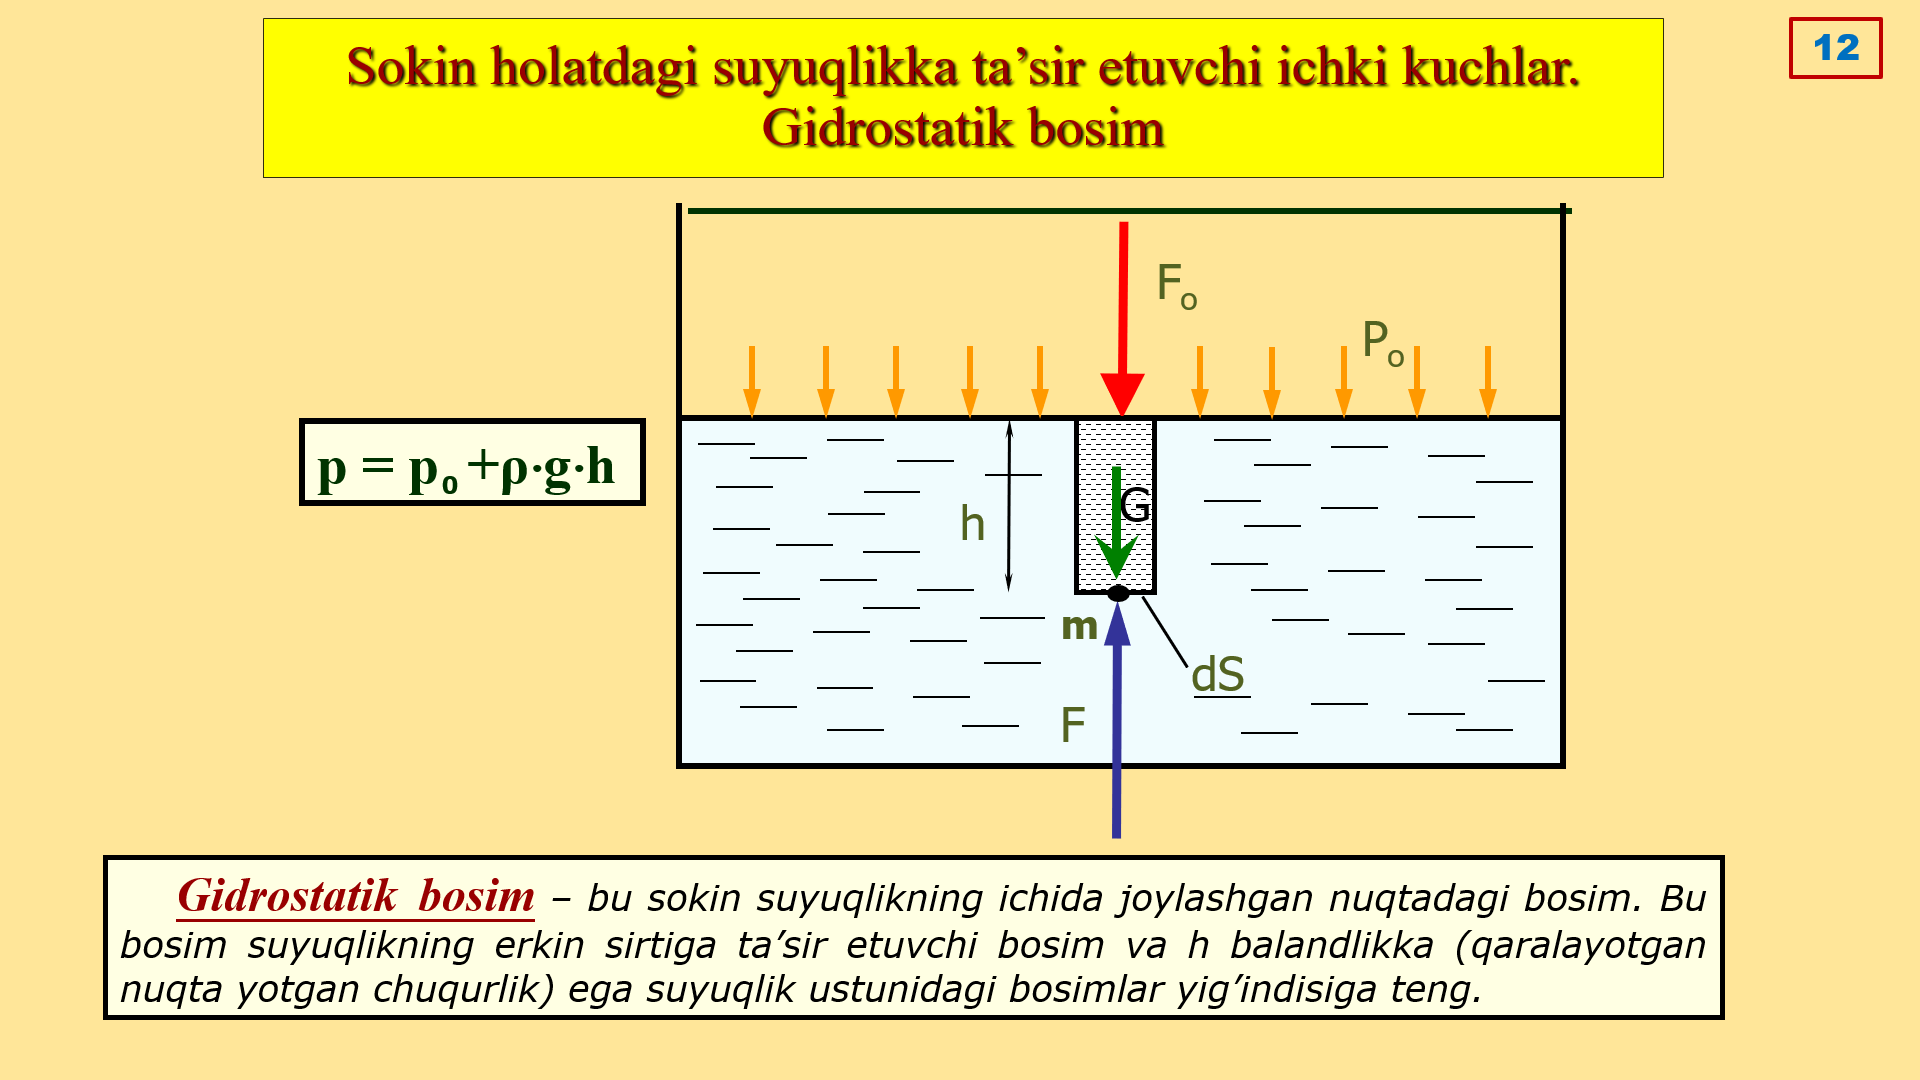 Sokin holatdagi suyuqlikka ta’sir etuvchi ichki kuchlar.
Gidrostatik bosim
12
Fo
Po
p = p0 +ρ·g·h
h
G
m
dS
F
Gidrostatik bosim – bu sokin suyuqlikning ichida joylashgan nuqtadagi bosim. Bu
bosim suyuqlikning erkin sirtiga ta’sir etuvchi bosim va h balandlikka (qaralayotgan
nuqta yotgan chuqurlik) ega suyuqlik ustunidagi bosimlar yig’indisiga teng.